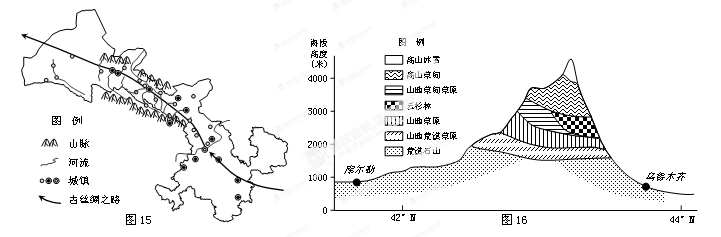 图 例
山脉
河流
城镇
古丝绸之路
图15
海拔
高度
(米)
4000
3000
2000
1000
0
图 例
高山冰雪
高山草甸
山地草甸草原
云杉林
山地草原
山地荒漠草原
荒漠石山
库尔勒
乌鲁木齐
42° N
图16
44° N